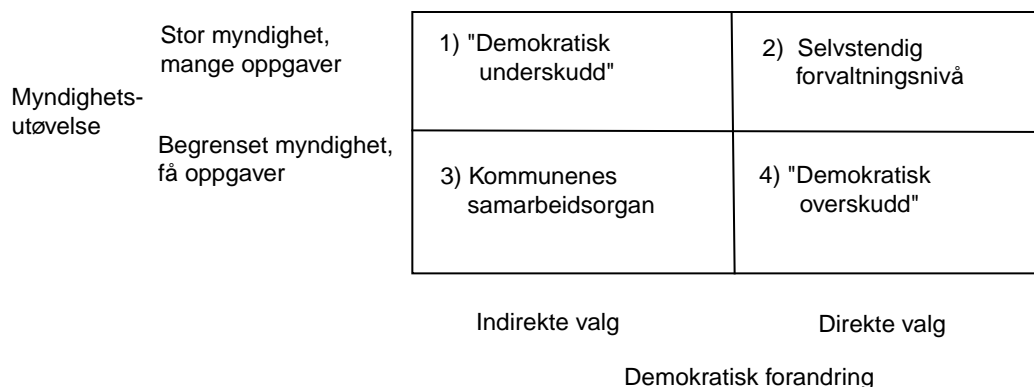 Stor myndighet,
mange oppgaver
1) "Demokratisk
underskudd"
2) Selvstendig
forvaltningsnivå
Myndighets-
utøvelse
Begrenset myndighet,
få oppgaver
3) Kommunenes
samarbeidsorgan
4) "Demokratisk
overskudd"
Indirekte valg
Direkte valg
Demokratisk forandring